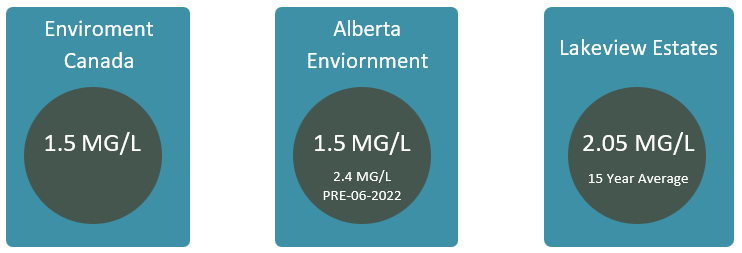 Enviroment
Canada
1.5 MG/L
Alberta
Enviornment
1.5 MG/L
2.4 MG/L
PRE-06-2022
Lakeview Estates
2.05 MG/L
15 Year Average